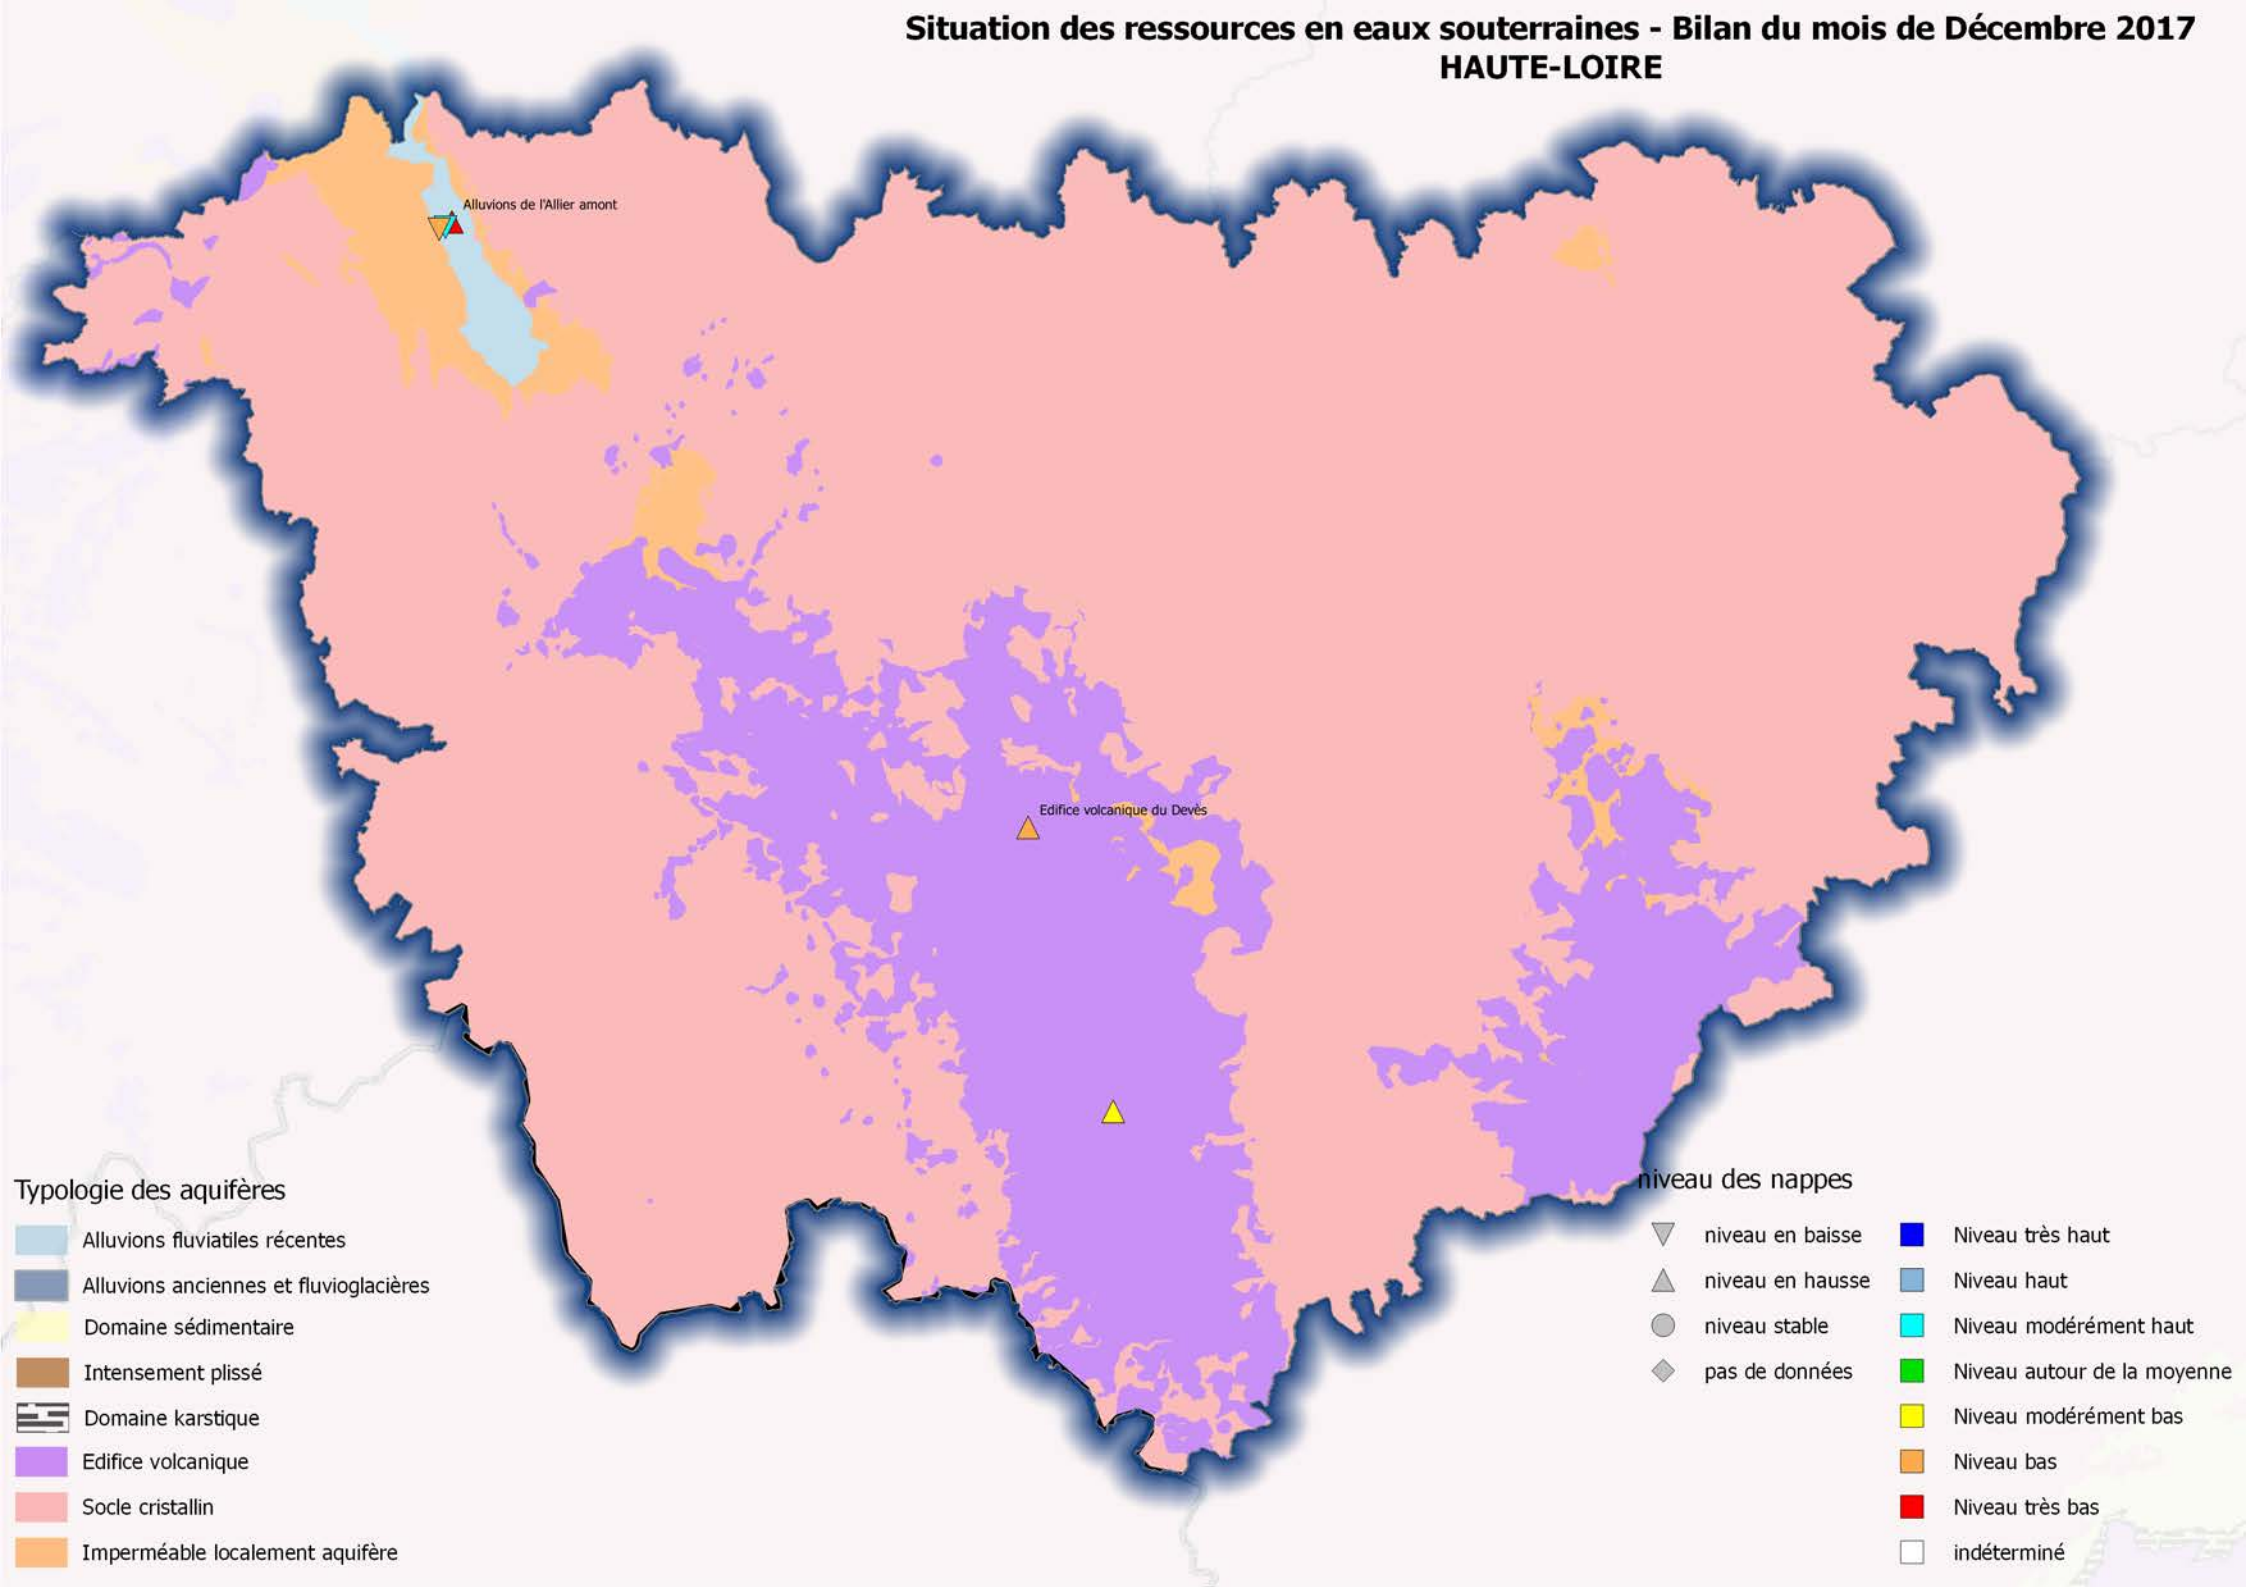 Situation des ressources en eaux souterraines - Bilan du mois de Décembre 2017
HAUTE-LOIRE
Alluvions de l'Allier amont
Edifice volcanique du Devès
Typologie des aquifères
Alluvions fluviatiles récentes
Alluvions anciennes et fluvioglacières
Domaine sédimentaire
Intensement plissé
Domaine karstique
Edifice volcanique
Socle cristallin
Imperméable localement aquifère
niveau des nappes
niveau en baisse
niveau en hausse
niveau stable
pas de données
Niveau très haut
Niveau haut
Niveau modérément haut
Niveau autour de la moyenne
Niveau modérément bas
Niveau bas
Niveau très bas
indéterminé